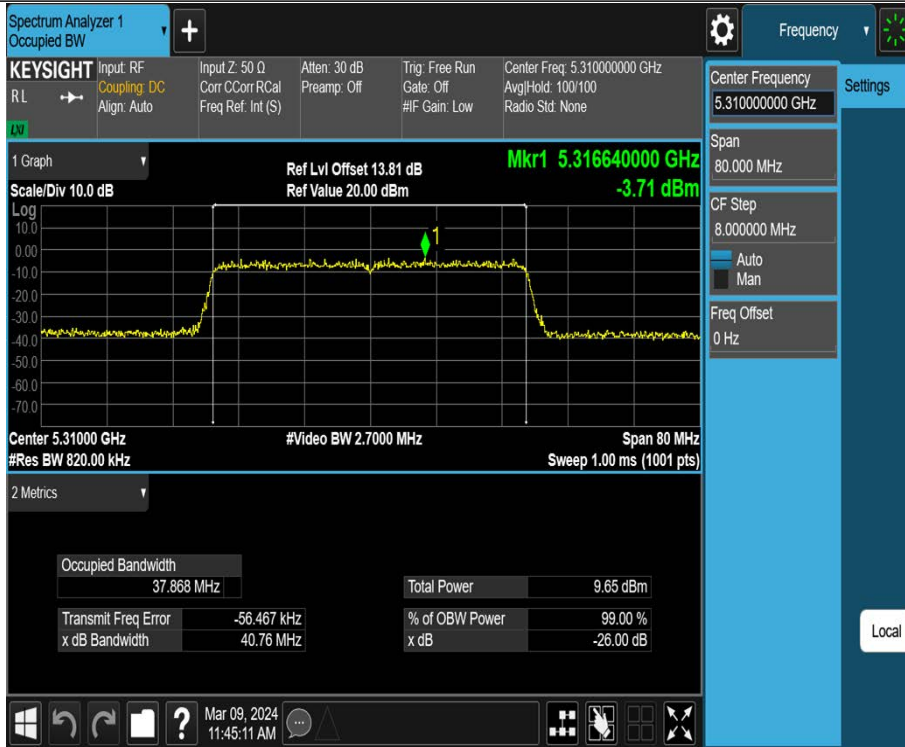 Spectrum Analyzer 1
Occupied BW
+
Frequency
KEYSIGHT
R L
LXI
Input: RF
Coupling: DC
Align: Auto
Input Z: 50 Ω
Corr CCorr RCal
Freq Ref: Int (S)
Atten: 30 dB
Preamp: Off
Trig: Free Run
Gate: Off
#IF Gain: Low
Center Freq: 5.310000000 GHz
Avg|Hold: 100/100
Radio Std: None
Center Frequency
5.310000000 GHz
Settings
Span
80.000 MHz
CF Step
8.000000 MHz
Auto
Man
Freq Offset
0 Hz
1 Graph
Scale/Div 10.0 dB
Ref Lvl Offset 13.81 dB
Ref Value 20.00 dBm
Mkr1 5.316640000 GHz
-3.71 dBm
Log
10.0
0.00
-10.0
-20.0
-30.0
-40.0
-50.0
-60.0
-70.0
1
Center 5.31000 GHz
#Video BW 2.7000 MHz
Span 80 MHz
#Res BW 820.00 kHz
Sweep 1.00 ms (1001 pts)
2 Metrics
Occupied Bandwidth
37.868 MHz
Total Power 9.65 dBm
Transmit Freq Error -56.467 kHz
% of OBW Power 99.00 %
x dB Bandwidth 40.76 MHz
x dB -26.00 dB
Local
?
Mar 09, 2024
11:45:11 AM